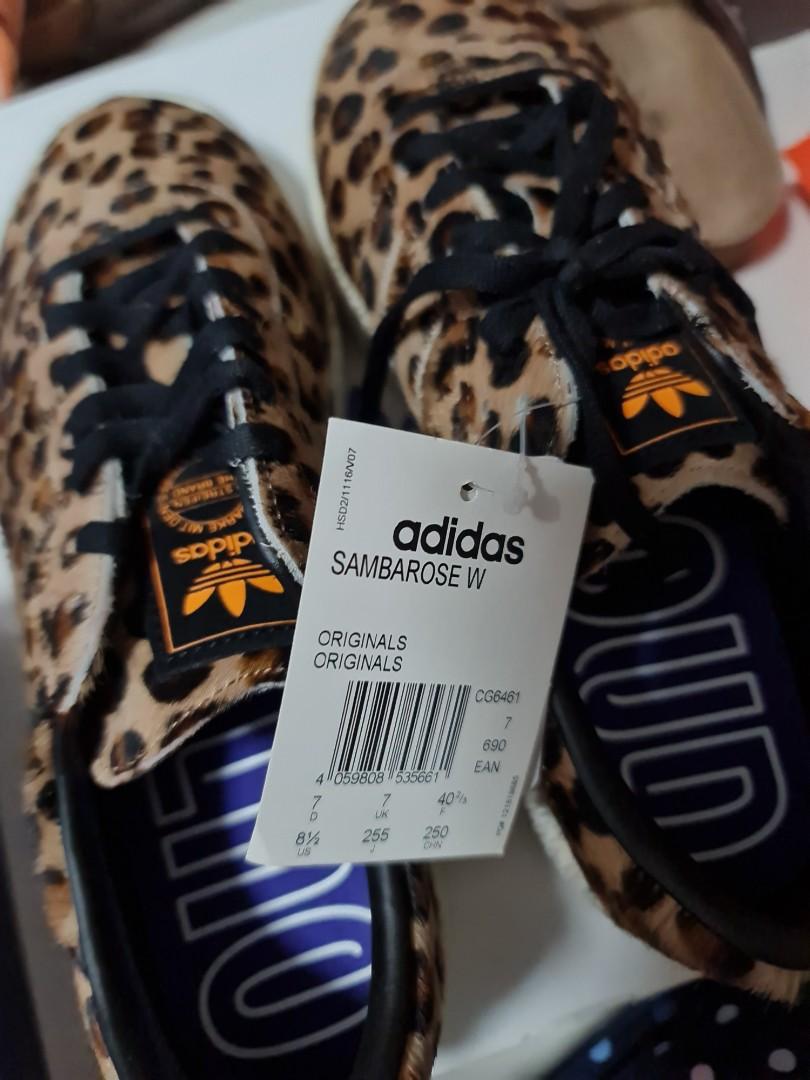 HSD2/1116/V07
adidas
SAMBAROSE W
ORIGINALS
ORIGINALS
CG6461
7
690
EAN
4 059808 535661
7 7 40⅔
D UK F
8½ 255 250
US J CHN
adidas
adidas